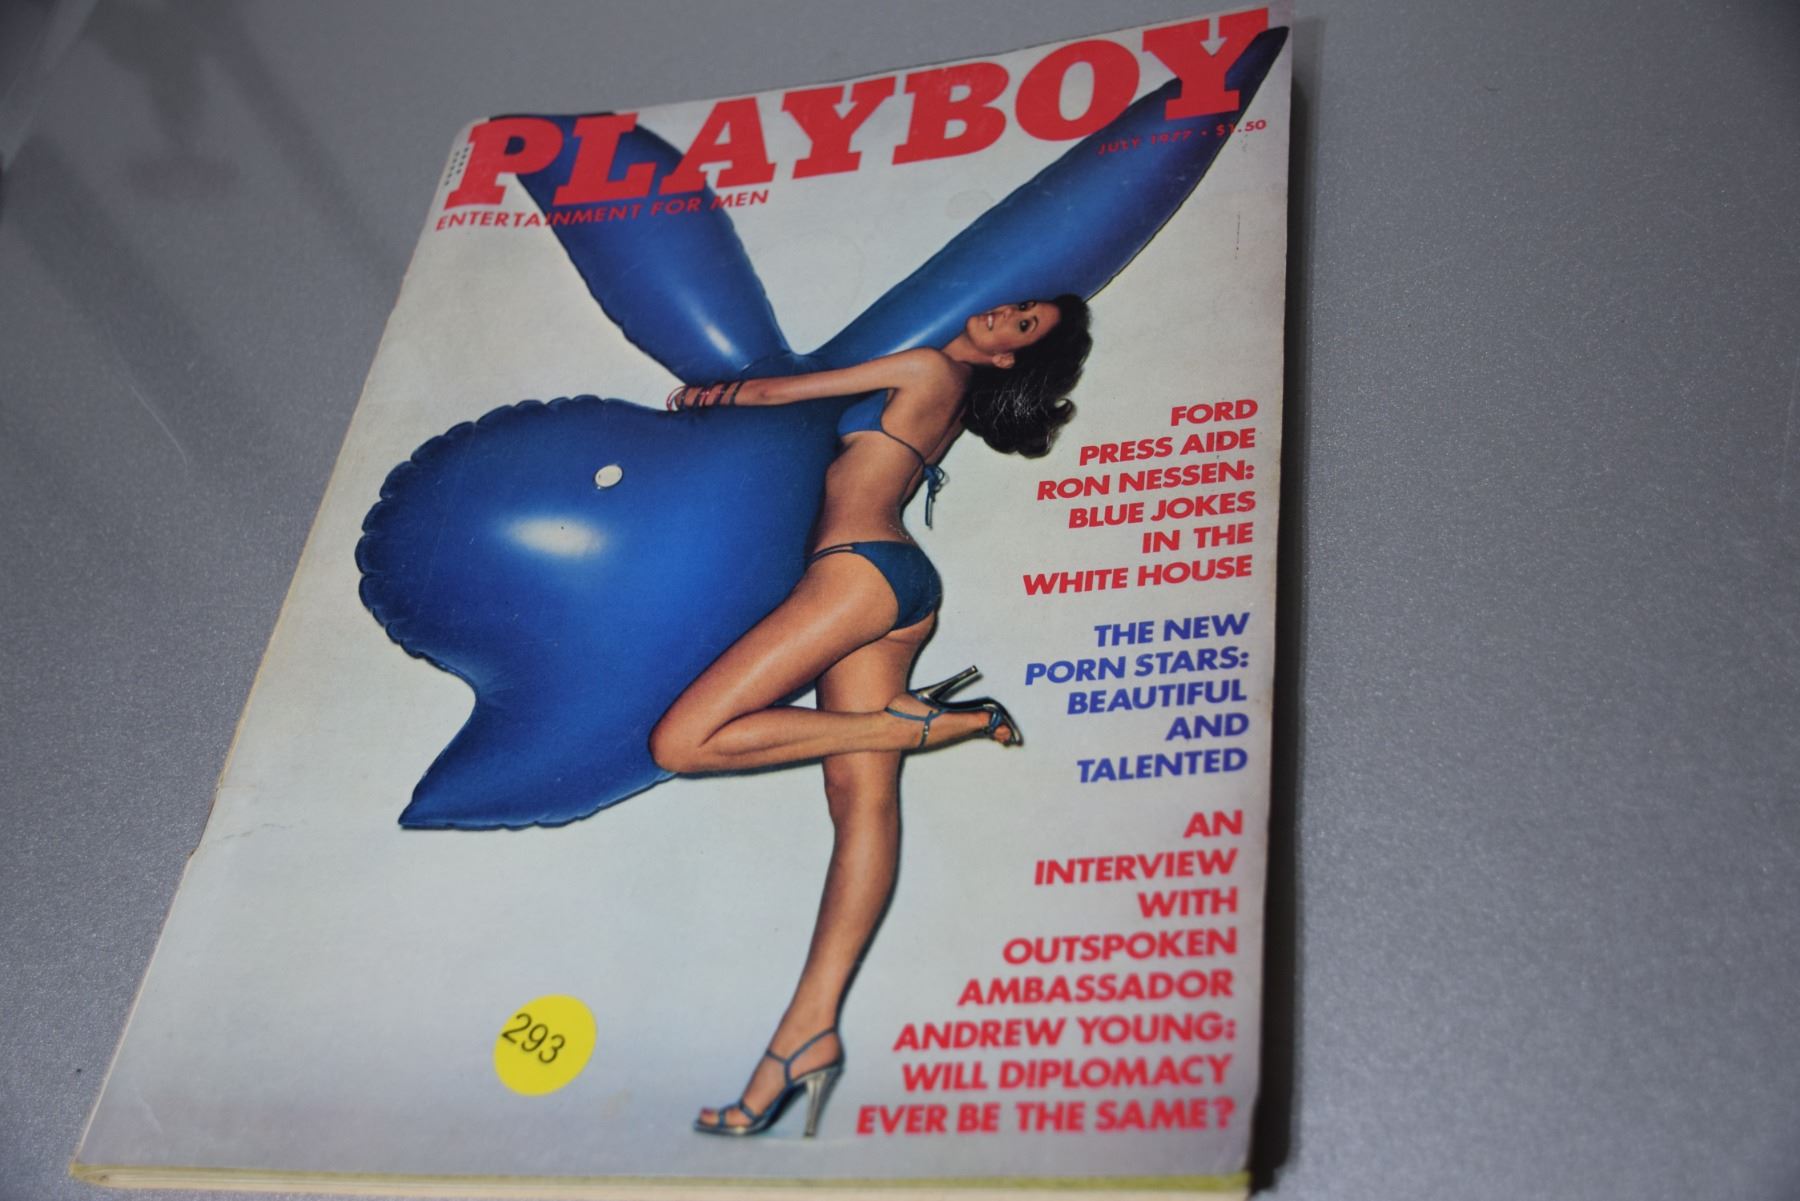 PLAYBOY
ENTERTAINMENT FOR MEN
JULY 1977 • $1.50
FORD
PRESS AIDE
RON NESSEN:
BLUE JOKES
IN THE
WHITE HOUSE
THE NEW
PORN STARS:
BEAUTIFUL
AND
TALENTED
AN
INTERVIEW
WITH
OUTSPOKEN
AMBASSADOR
ANDREW YOUNG:
WILL DIPLOMACY
EVER BE THE SAME?
293